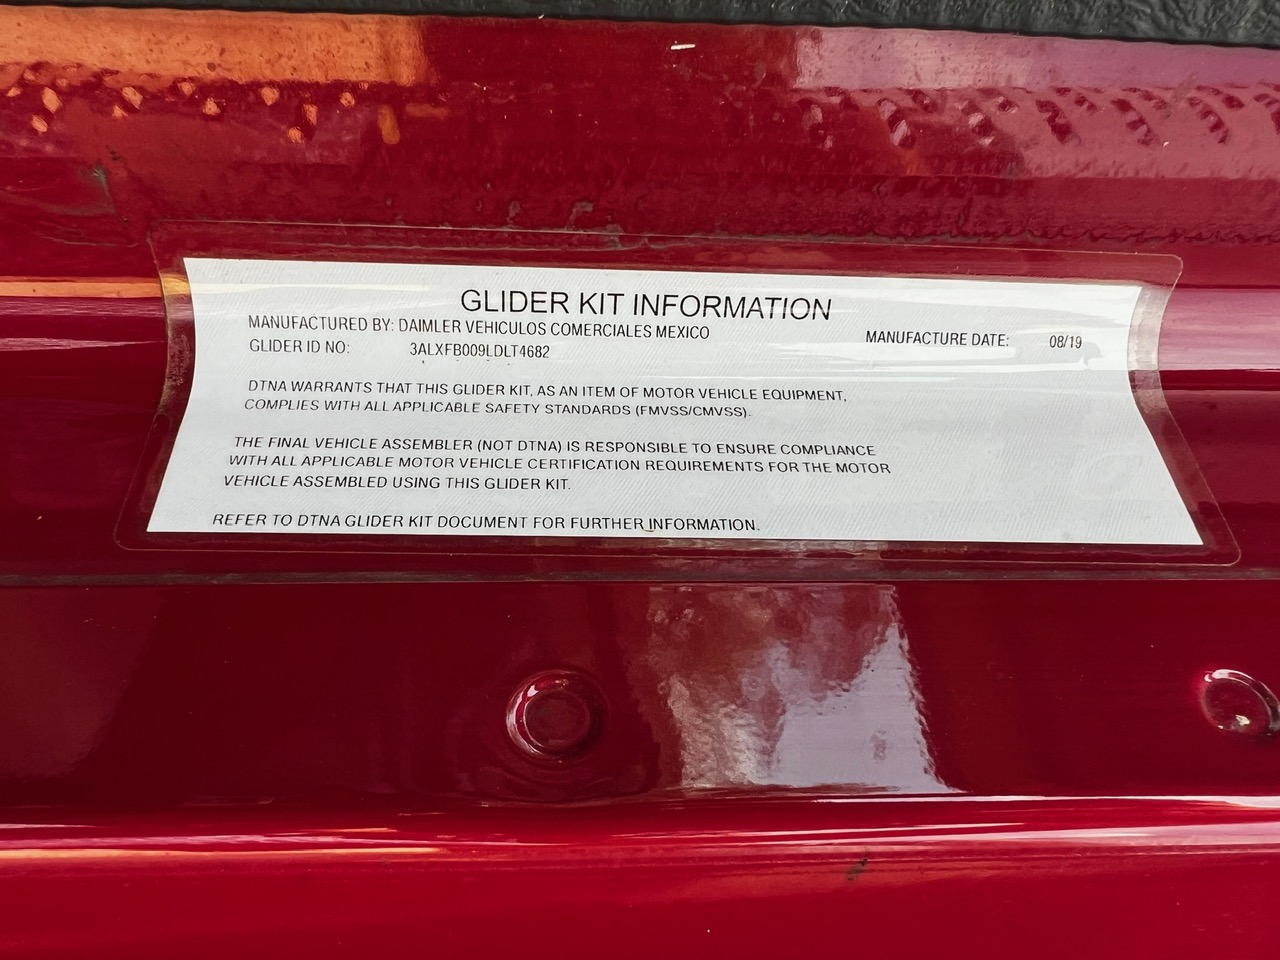 GLIDER KIT INFORMATION
MANUFACTURED BY: DAIMLER VEHICULOS COMERCIALES MEXICO
MANUFACTURE DATE: 08/19
GLIDER ID NO: 3ALXFB009LDLT4682
DTNA WARRANTS THAT THIS GLIDER KIT, AS AN ITEM OF MOTOR VEHICLE EQUIPMENT,
COMPLIES WITH ALL APPLICABLE SAFETY STANDARDS (FMVSS/CMVSS).
THE FINAL VEHICLE ASSEMBLER (NOT DTNA) IS RESPONSIBLE TO ENSURE COMPLIANCE
WITH ALL APPLICABLE MOTOR VEHICLE CERTIFICATION REQUIREMENTS FOR THE MOTOR
VEHICLE ASSEMBLED USING THIS GLIDER KIT.
REFER TO DTNA GLIDER KIT DOCUMENT FOR FURTHER INFORMATION.